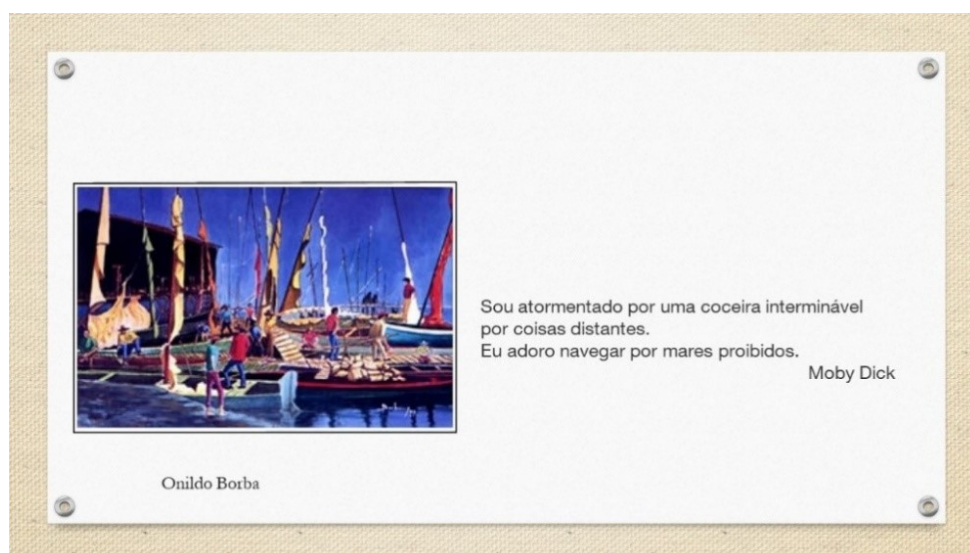 Sou atormentado por uma coceira interminável
por coisas distantes.
Eu adoro navegar por mares proibidos.
Moby Dick
Onildo Borba